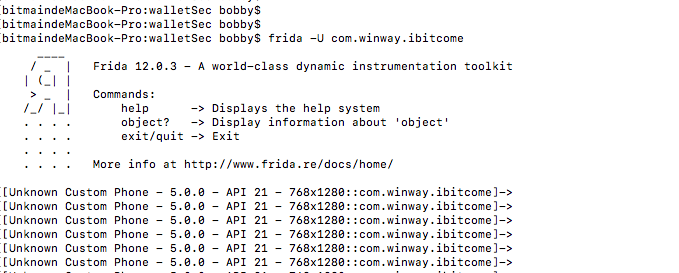 [bitmaindeMacBook-Pro:walletSec bobby$
[bitmaindeMacBook-Pro:walletSec bobby$
[bitmaindeMacBook-Pro:walletSec bobby$ frida -U com.winway.ibitcome
     ____
    / _  |   Frida 12.0.3 - A world-class dynamic instrumentation toolkit
   | (_| |
    > _  |   Commands:
   /_/ |_|       help      -> Displays the help system
   . . . .       object?   -> Display information about 'object'
   . . . .       exit/quit -> Exit
   . . . .
   . . . .   More info at http://www.frida.re/docs/home/
[[Unknown Custom Phone - 5.0.0 - API 21 - 768x1280::com.winway.ibitcome]->
[[Unknown Custom Phone - 5.0.0 - API 21 - 768x1280::com.winway.ibitcome]->
[[Unknown Custom Phone - 5.0.0 - API 21 - 768x1280::com.winway.ibitcome]->
[[Unknown Custom Phone - 5.0.0 - API 21 - 768x1280::com.winway.ibitcome]->
[[Unknown Custom Phone - 5.0.0 - API 21 - 768x1280::com.winway.ibitcome]->
[[Unknown Custom Phone - 5.0.0 - API 21 - 768x1280::com.winway.ibitcome]->